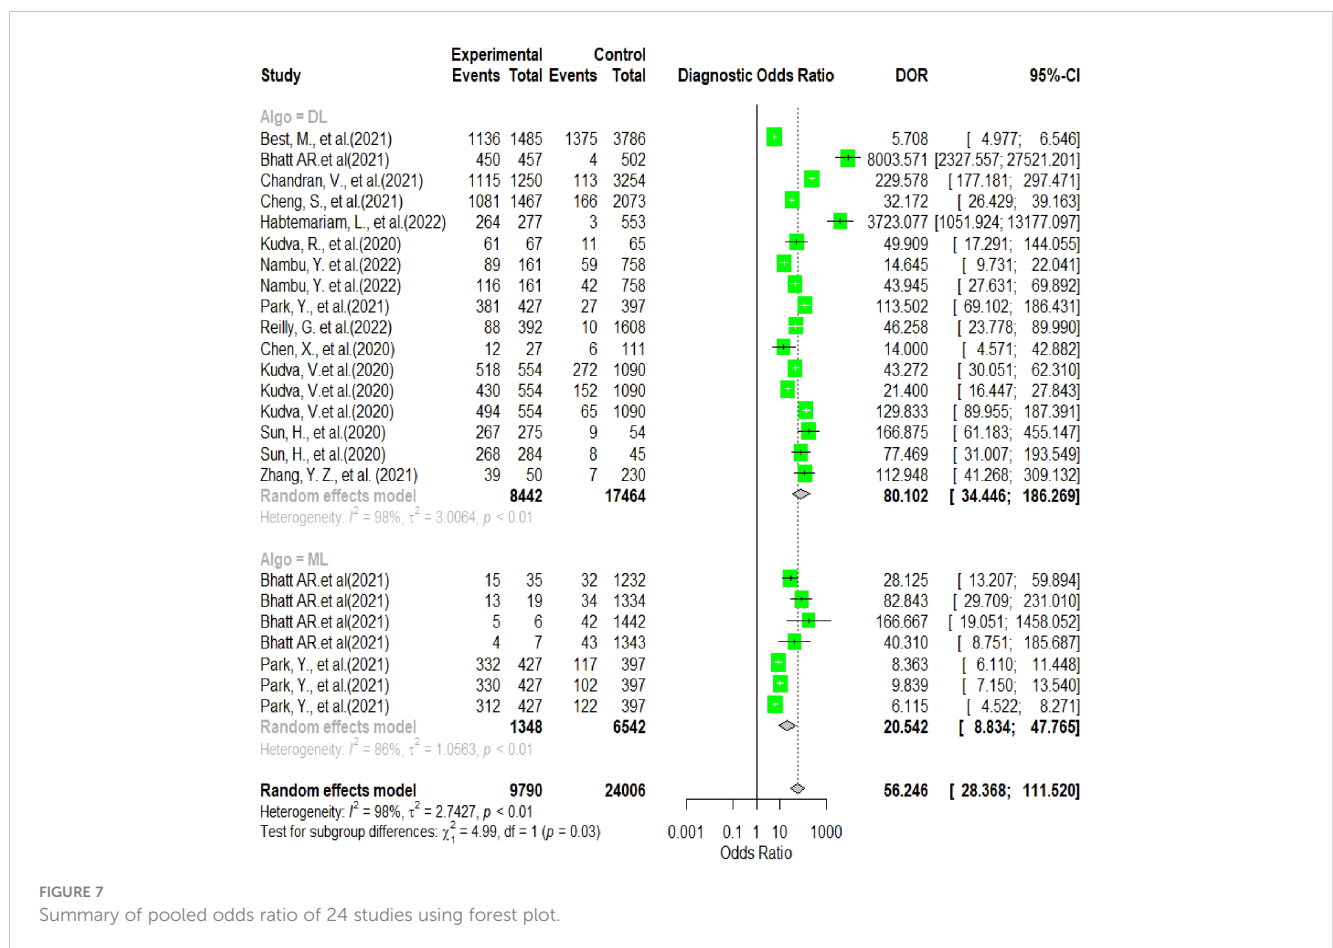 Experimental Control
Study Events Total Events Total Diagnostic Odds Ratio DOR 95%-CI
Algo = DL
Best, M., et al.(2021) 1136 1485 1375 3786 5.708 [ 4.977; 6.546]
Bhatt AR.et al(2021) 450 457 4 502 8003.571 [2327.557; 27521.201]
Chandran, V., et al.(2021) 1115 1250 113 3254 229.578 [ 177.181; 297.471]
Cheng, S., et al.(2021) 1081 1467 166 2073 32.172 [ 26.429; 39.163]
Habtemariam, L., et al.(2022) 264 277 3 553 3723.077 [1051.924; 13177.097]
Kudva, R., et al.(2020) 61 67 11 65 49.909 [ 17.291; 144.055]
Nambu, Y. et al.(2022) 89 161 59 758 14.645 [ 9.731; 22.041]
Nambu, Y. et al.(2022) 116 161 42 758 43.945 [ 27.631; 69.892]
Park, Y., et al.(2021) 381 427 27 397 113.502 [ 69.102; 186.431]
Reilly, G. et al.(2022) 88 392 10 1608 46.258 [ 23.778; 89.990]
Chen, X., et al.(2020) 12 27 6 111 14.000 [ 4.571; 42.882]
Kudva, V.et al.(2020) 518 554 272 1090 43.272 [ 30.051; 62.310]
Kudva, V.et al.(2020) 430 554 152 1090 21.400 [ 16.447; 27.843]
Kudva, V.et al.(2020) 494 554 65 1090 129.833 [ 89.955; 187.391]
Sun, H., et al.(2020) 267 275 9 54 166.875 [ 61.183; 455.147]
Sun, H., et al.(2020) 268 284 8 45 77.469 [ 31.007; 193.549]
Zhang, Y. Z., et al. (2021) 39 50 7 230 112.948 [ 41.268; 309.132]
Random effects model 8442 17464 80.102 [ 34.446; 186.269]
Heterogeneity: I² = 98%, τ² = 3.0064, p < 0.01
Algo = ML
Bhatt AR.et al(2021) 15 35 32 1232 28.125 [ 13.207; 59.894]
Bhatt AR.et al(2021) 13 19 34 1334 82.843 [ 29.709; 231.010]
Bhatt AR.et al(2021) 5 6 42 1442 166.667 [ 19.051; 1458.052]
Bhatt AR.et al(2021) 4 7 43 1343 40.310 [ 8.751; 185.687]
Park, Y., et al.(2021) 332 427 117 397 8.363 [ 6.110; 11.448]
Park, Y., et al.(2021) 330 427 102 397 9.839 [ 7.150; 13.540]
Park, Y., et al.(2021) 312 427 122 397 6.115 [ 4.522; 8.271]
Random effects model 1348 6542 20.542 [ 8.834; 47.765]
Heterogeneity: I² = 86%, τ² = 1.0563, p < 0.01
Random effects model 9790 24006 56.246 [ 28.368; 111.520]
Heterogeneity: I² = 98%, τ² = 2.7427, p < 0.01
Test for subgroup differences: χ²₁ = 4.99, df = 1 (p = 0.03)
0.001 0.1 1 10 1000
Odds Ratio
FIGURE 7
Summary of pooled odds ratio of 24 studies using forest plot.